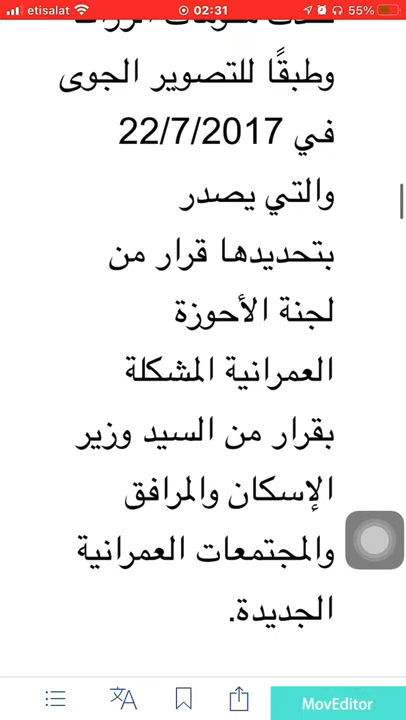 etisalat 02:31 55%
وطبقًا للتصوير الجوى
في 22/7/2017
والتي يصدر
بتحديدها قرار من
لجنة الأحوزة
العمرانية المشكلة
بقرار من السيد وزير
الإسكان والمرافق
والمجتمعات العمرانية
الجديدة.
MovEditor